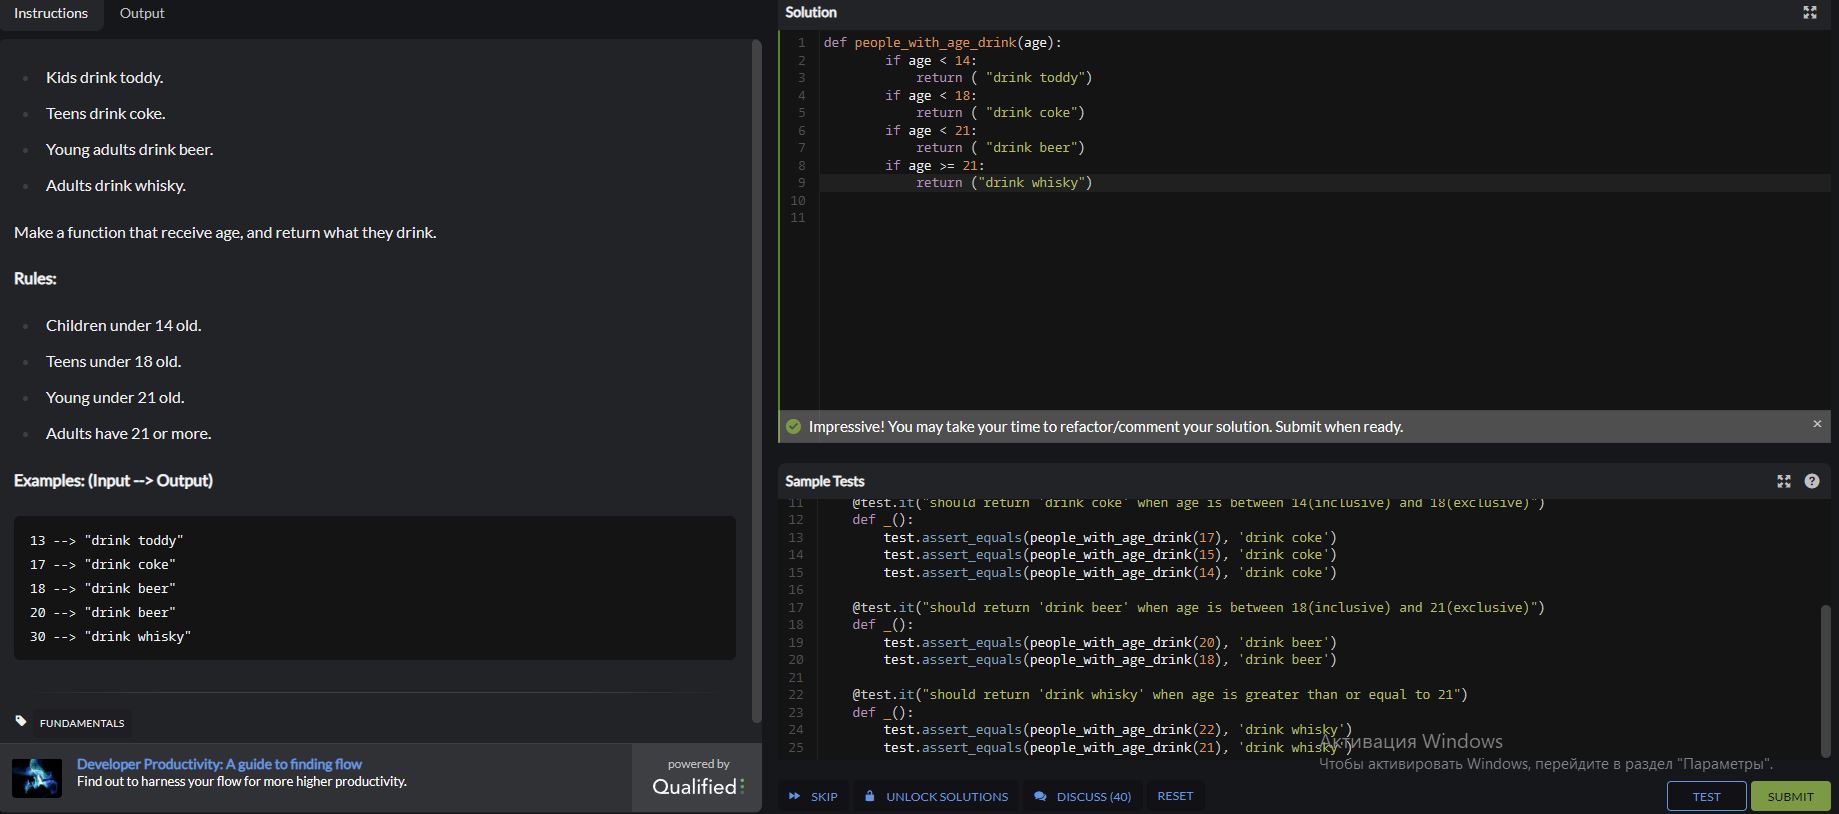 Instructions Output
Kids drink toddy.
Teens drink coke.
Young adults drink beer.
Adults drink whisky.
Make a function that receive age, and return what they drink.
Rules:
Children under 14 old.
Teens under 18 old.
Young under 21 old.
Adults have 21 or more.
Examples: (Input --> Output)
13 --> "drink toddy"
17 --> "drink coke"
18 --> "drink beer"
20 --> "drink beer"
30 --> "drink whisky"
FUNDAMENTALS
Developer Productivity: A guide to finding flow
Find out to harness your flow for more higher productivity.
powered by
Qualified
Solution
1 def people_with_age_drink(age):
2 if age < 14:
3 return ( "drink toddy")
4 if age < 18:
5 return ( "drink coke")
6 if age < 21:
7 return ( "drink beer")
8 if age >= 21:
9 return ("drink whisky")
10
11
Impressive! You may take your time to refactor/comment your solution. Submit when ready. ×
Sample Tests ?
11 @test.it("should return 'drink coke' when age is between 14(inclusive) and 18(exclusive)")
12 def _():
13 test.assert_equals(people_with_age_drink(17), 'drink coke')
14 test.assert_equals(people_with_age_drink(15), 'drink coke')
15 test.assert_equals(people_with_age_drink(14), 'drink coke')
16
17 @test.it("should return 'drink beer' when age is between 18(inclusive) and 21(exclusive)")
18 def _():
19 test.assert_equals(people_with_age_drink(20), 'drink beer')
20 test.assert_equals(people_with_age_drink(18), 'drink beer')
21
22 @test.it("should return 'drink whisky' when age is greater than or equal to 21")
23 def _():
24 test.assert_equals(people_with_age_drink(22), 'drink whisky')
25 test.assert_equals(people_with_age_drink(21), 'drink whisky')
Активация Windows
Чтобы активировать Windows, перейдите в раздел "Параметры".
SKIP UNLOCK SOLUTIONS DISCUSS (40) RESET TEST SUBMIT